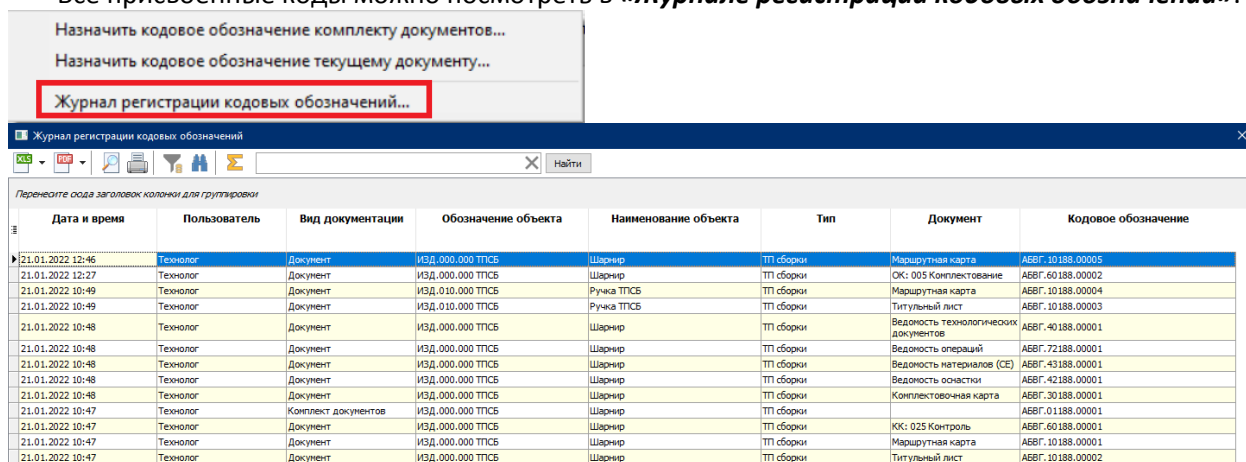 Все присвоенные коды можно посмотреть в «Журнале регистрации кодовых обозначений».
Назначить кодовое обозначение комплекту документов...
Назначить кодовое обозначение текущему документу...
Журнал регистрации кодовых обозначений...
Журнал регистрации кодовых обозначений
XLS PDF Найти
Перенесите сюда заголовок колонки для группировки
Дата и время Пользователь Вид документации Обозначение объекта Наименование объекта Тип Документ Кодовое обозначение
21.01.2022 12:46 Технолог Документ ИЗД.000.000 ТПСБ Шарнир ТП сборки Маршрутная карта АБВГ.10188.00005
21.01.2022 12:27 Технолог Документ ИЗД.000.000 ТПСБ Шарнир ТП сборки ОК: 005 Комплектование АБВГ.60188.00002
21.01.2022 10:49 Технолог Документ ИЗД.010.000 ТПСБ Ручка ТПСБ ТП сборки Маршрутная карта АБВГ.10188.00004
21.01.2022 10:49 Технолог Документ ИЗД.010.000 ТПСБ Ручка ТПСБ ТП сборки Титульный лист АБВГ.10188.00003
21.01.2022 10:48 Технолог Документ ИЗД.000.000 ТПСБ Шарнир ТП сборки Ведомость технологических документов АБВГ.40188.00001
21.01.2022 10:48 Технолог Документ ИЗД.000.000 ТПСБ Шарнир ТП сборки Ведомость операций АБВГ.72188.00001
21.01.2022 10:48 Технолог Документ ИЗД.000.000 ТПСБ Шарнир ТП сборки Ведомость материалов (СЕ) АБВГ.43188.00001
21.01.2022 10:48 Технолог Документ ИЗД.000.000 ТПСБ Шарнир ТП сборки Ведомость оснастки АБВГ.42188.00001
21.01.2022 10:48 Технолог Документ ИЗД.000.000 ТПСБ Шарнир ТП сборки Комплектовочная карта АБВГ.30188.00001
21.01.2022 10:47 Технолог Комплект документов ИЗД.000.000 ТПСБ Шарнир ТП сборки АБВГ.01188.00001
21.01.2022 10:47 Технолог Документ ИЗД.000.000 ТПСБ Шарнир ТП сборки КК: 025 Контроль АБВГ.60188.00001
21.01.2022 10:47 Технолог Документ ИЗД.000.000 ТПСБ Шарнир ТП сборки Маршрутная карта АБВГ.10188.00001
21.01.2022 10:47 Технолог Документ ИЗД.000.000 ТПСБ Шарнир ТП сборки Титульный лист АБВГ.10188.00002